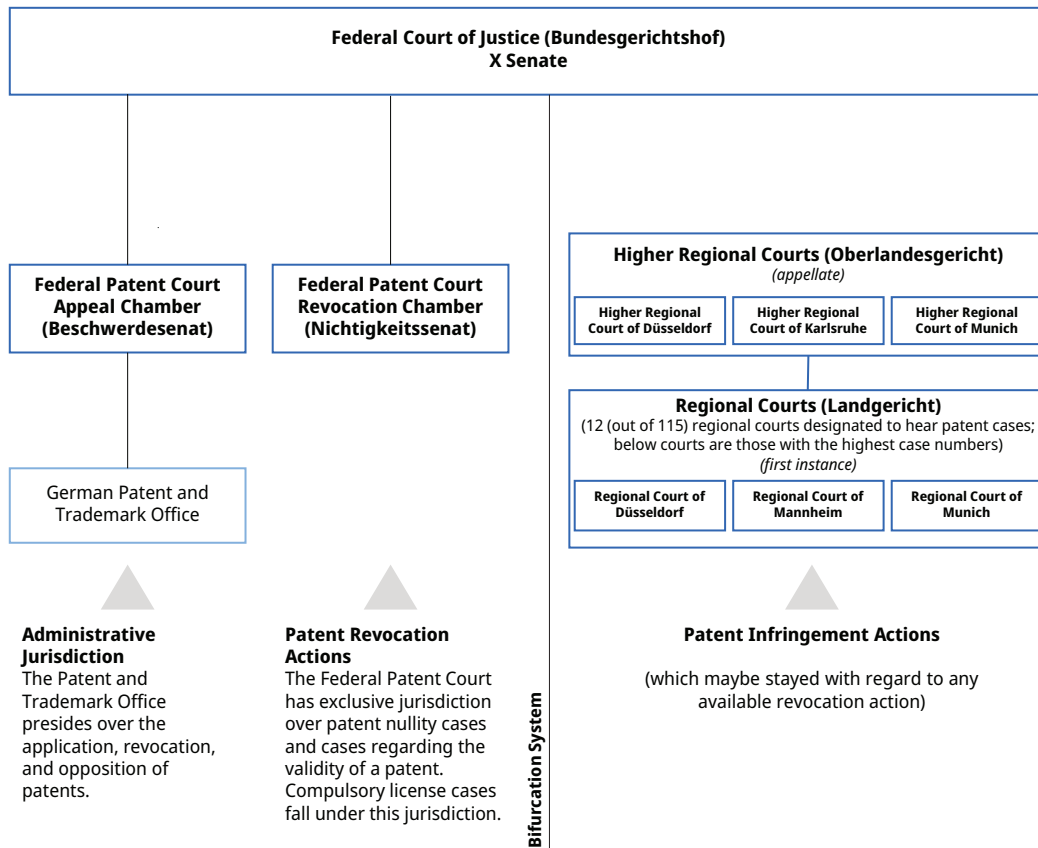 Federal Court of Justice (Bundesgerichtshof)
X Senate
Federal Patent Court
Appeal Chamber
(Beschwerdesenat)
Federal Patent Court
Revocation Chamber
(Nichtigkeitssenat)
Higher Regional Courts (Oberlandesgericht)
(appellate)
Higher Regional
Court of Düsseldorf
Higher Regional
Court of Karlsruhe
Higher Regional
Court of Munich
Regional Courts (Landgericht)
(12 (out of 115) regional courts designated to hear patent cases;
below courts are those with the highest case numbers)
(first instance)
Regional Court of
Düsseldorf
Regional Court of
Mannheim
Regional Court of
Munich
German Patent and
Trademark Office
Administrative
Jurisdiction
The Patent and
Trademark Office
presides over the
application, revocation,
and opposition of
patents.
Patent Revocation
Actions
The Federal Patent Court
has exclusive jurisdiction
over patent nullity cases
and cases regarding the
validity of a patent.
Compulsory license cases
fall under this jurisdiction.
Bifurcation System
Patent Infringement Actions
(which maybe stayed with regard to any
available revocation action)